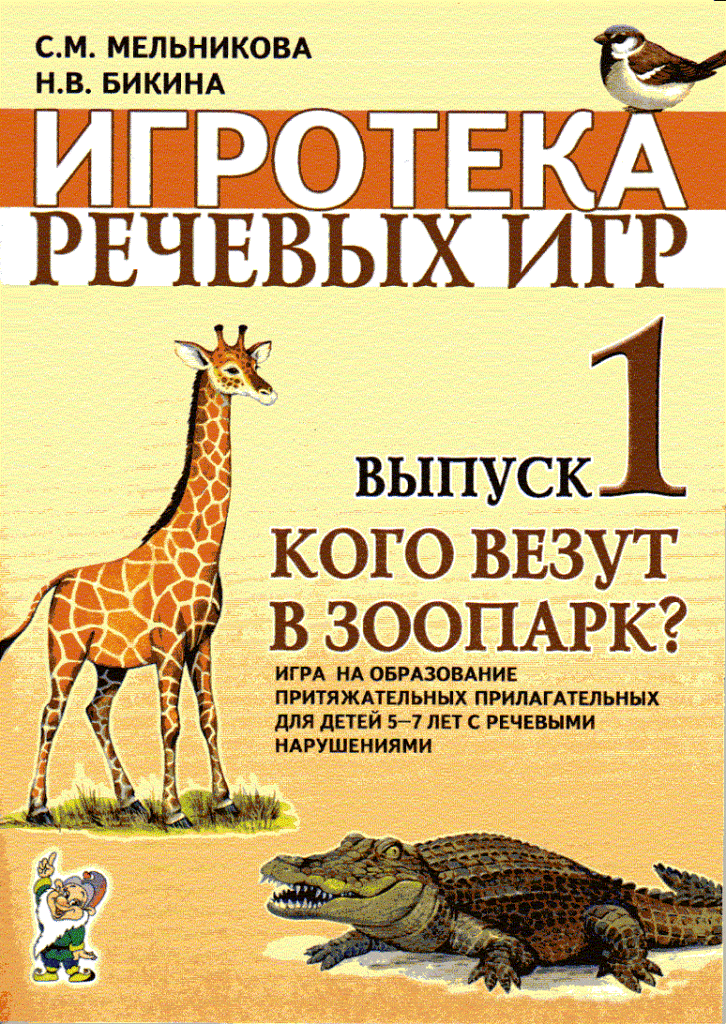 С.М. МЕЛЬНИКОВА
Н.В. БИКИНА
ИГРОТЕКА
РЕЧЕВЫХ ИГР
ВЫПУСК 1
КОГО ВЕЗУТ
В ЗООПАРК?
ИГРА НА ОБРАЗОВАНИЕ
ПРИТЯЖАТЕЛЬНЫХ ПРИЛАГАТЕЛЬНЫХ
ДЛЯ ДЕТЕЙ 5–7 ЛЕТ С РЕЧЕВЫМИ
НАРУШЕНИЯМИ